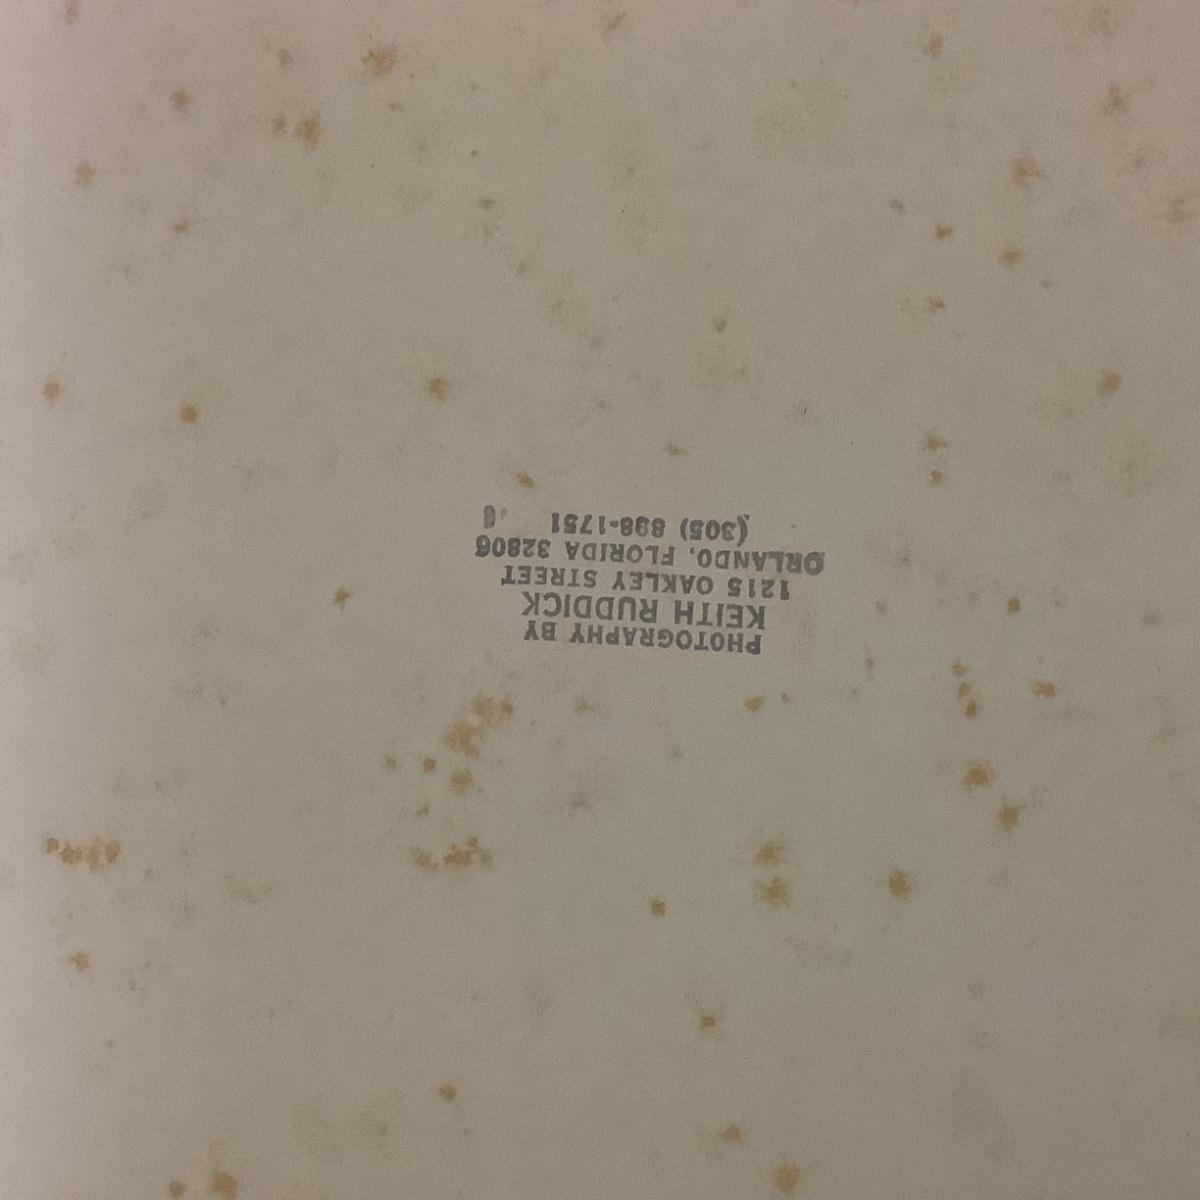 PHOTOGRAPHY BY
KEITH RUDDICK
1215 OAKLEY STREET
ORLANDO, FLORIDA 32806
(305) 898-1751